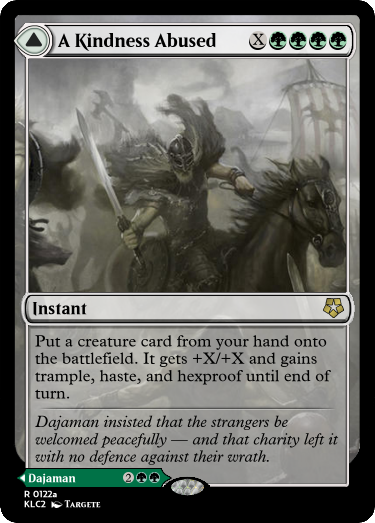 A Kindness Abused X
Instant
Put a creature card from your hand onto
the battlefield. It gets +X/+X and gains
trample, haste, and hexproof until end of
turn.
Dajaman insisted that the strangers be
welcomed peacefully — and that charity left it
with no defence against their wrath.
Dajaman 2
R 0122a
KLC2 Targete